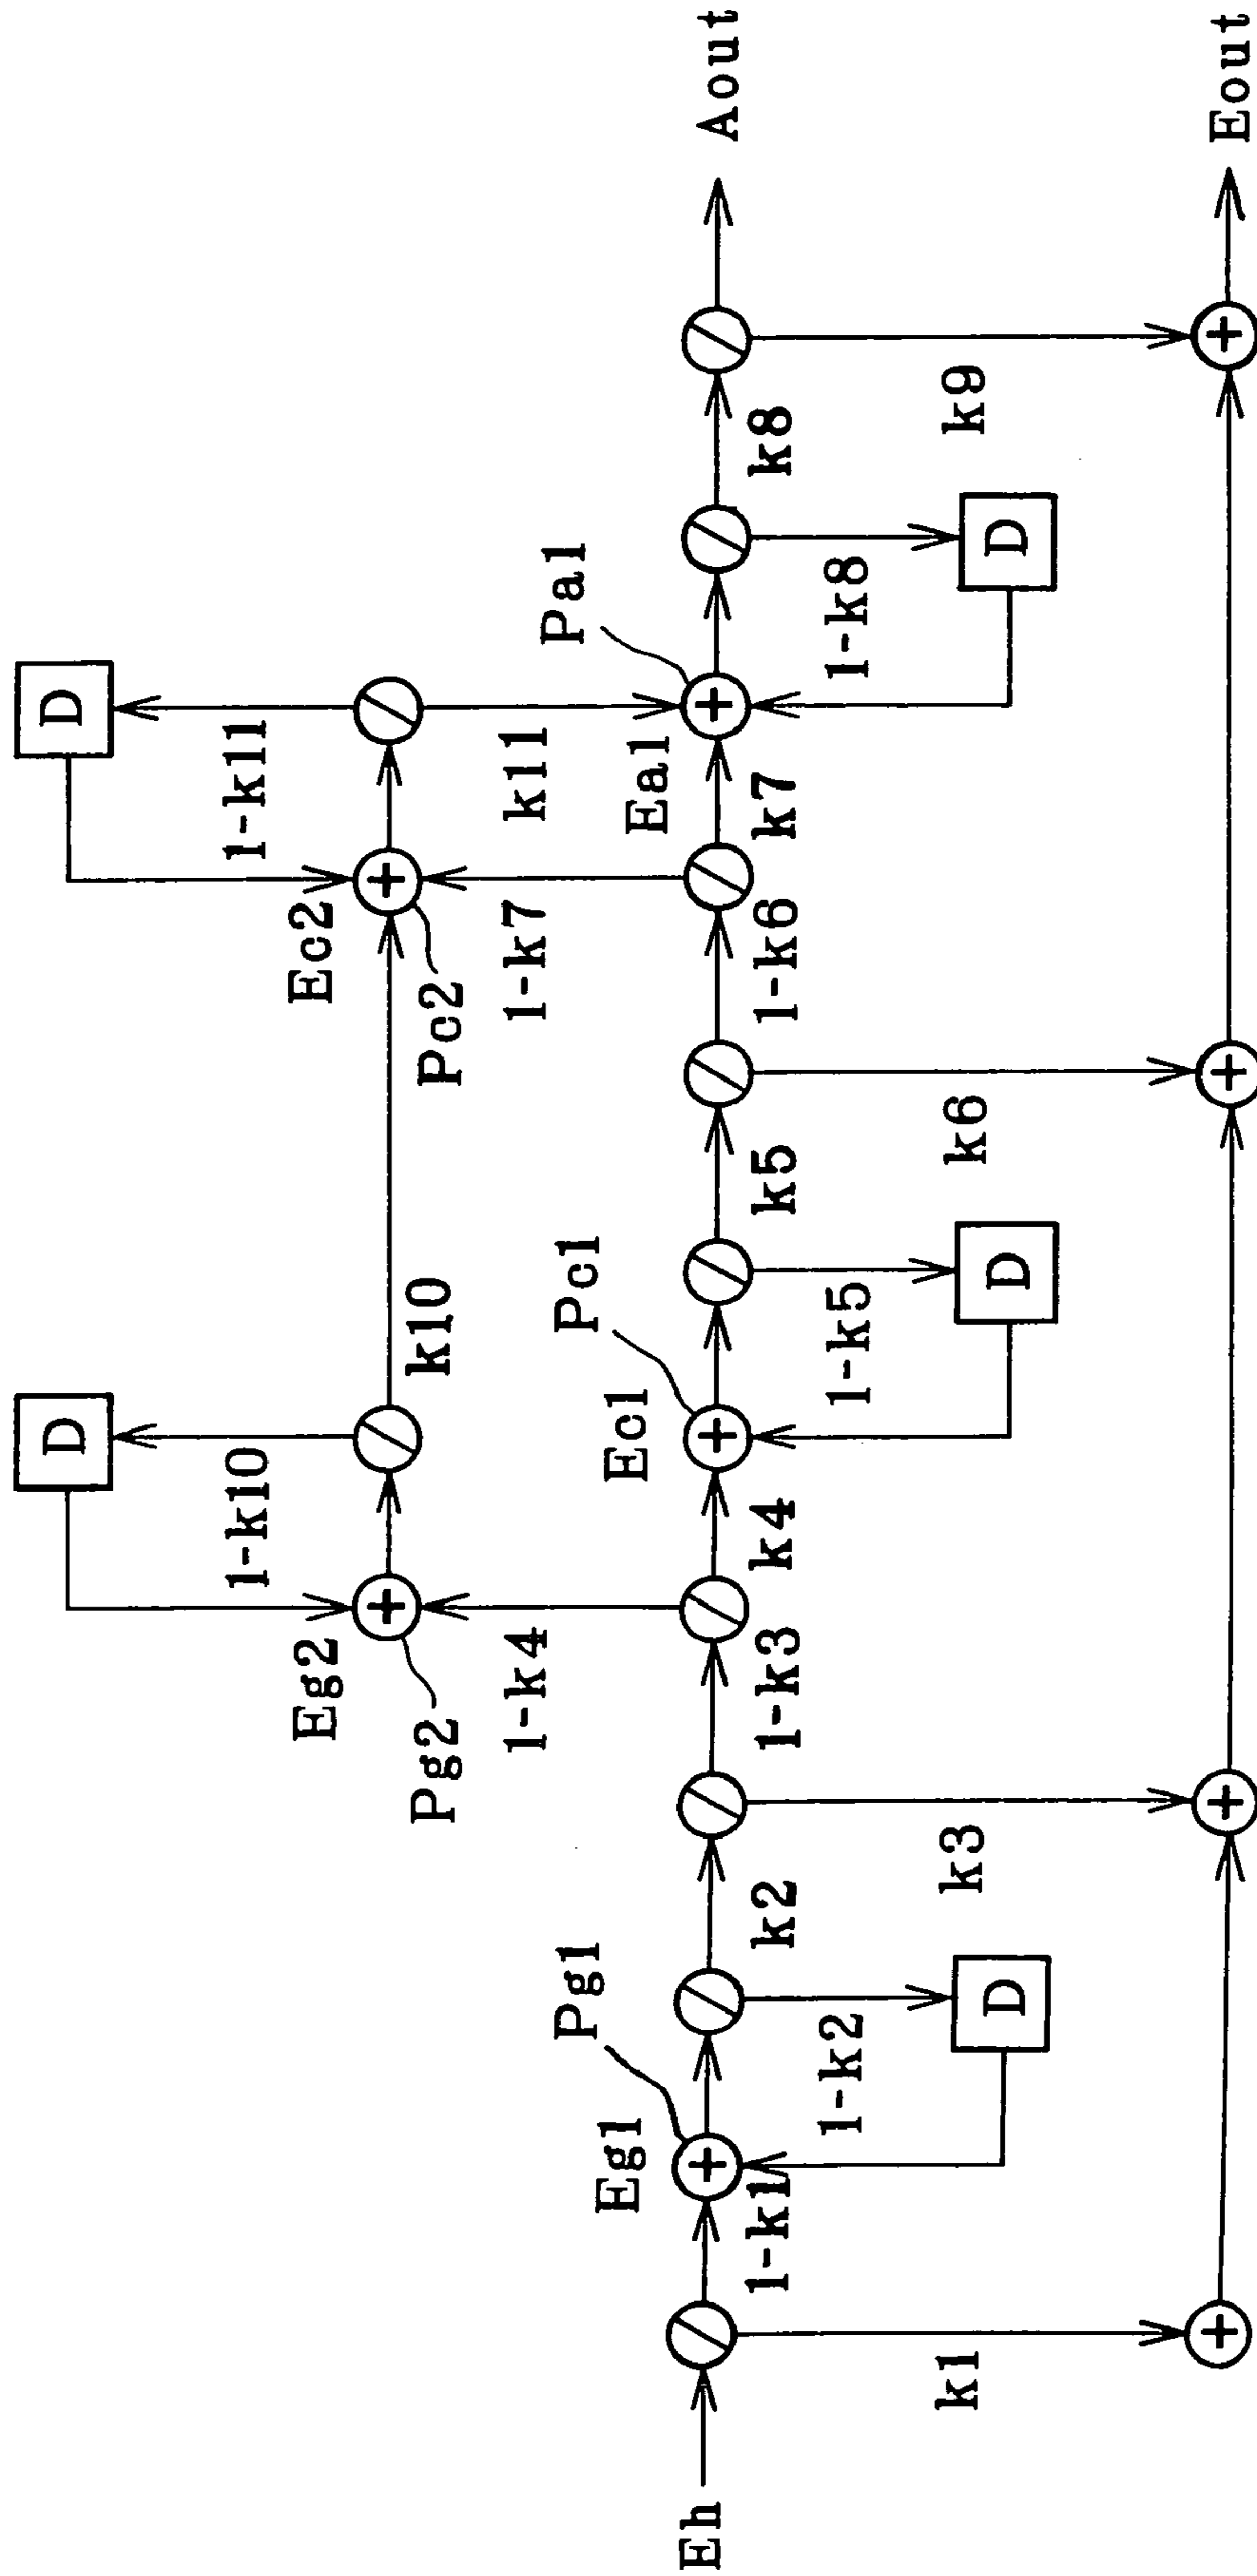 Eh
k1
1-k1
Eg1
Pg1
+
1-k2
D
k2
k3
+
1-k3
1-k4
Pg2
Eg2
+
1-k10
D
k10
k4
Ec1
Pc1
+
1-k5
D
k5
k6
+
1-k6
1-k7
Pc2
Ec2
+
1-k11
D
k11
k7
Ea1
Pa1
+
1-k8
D
k8
k9
+
+
Aout
Eout